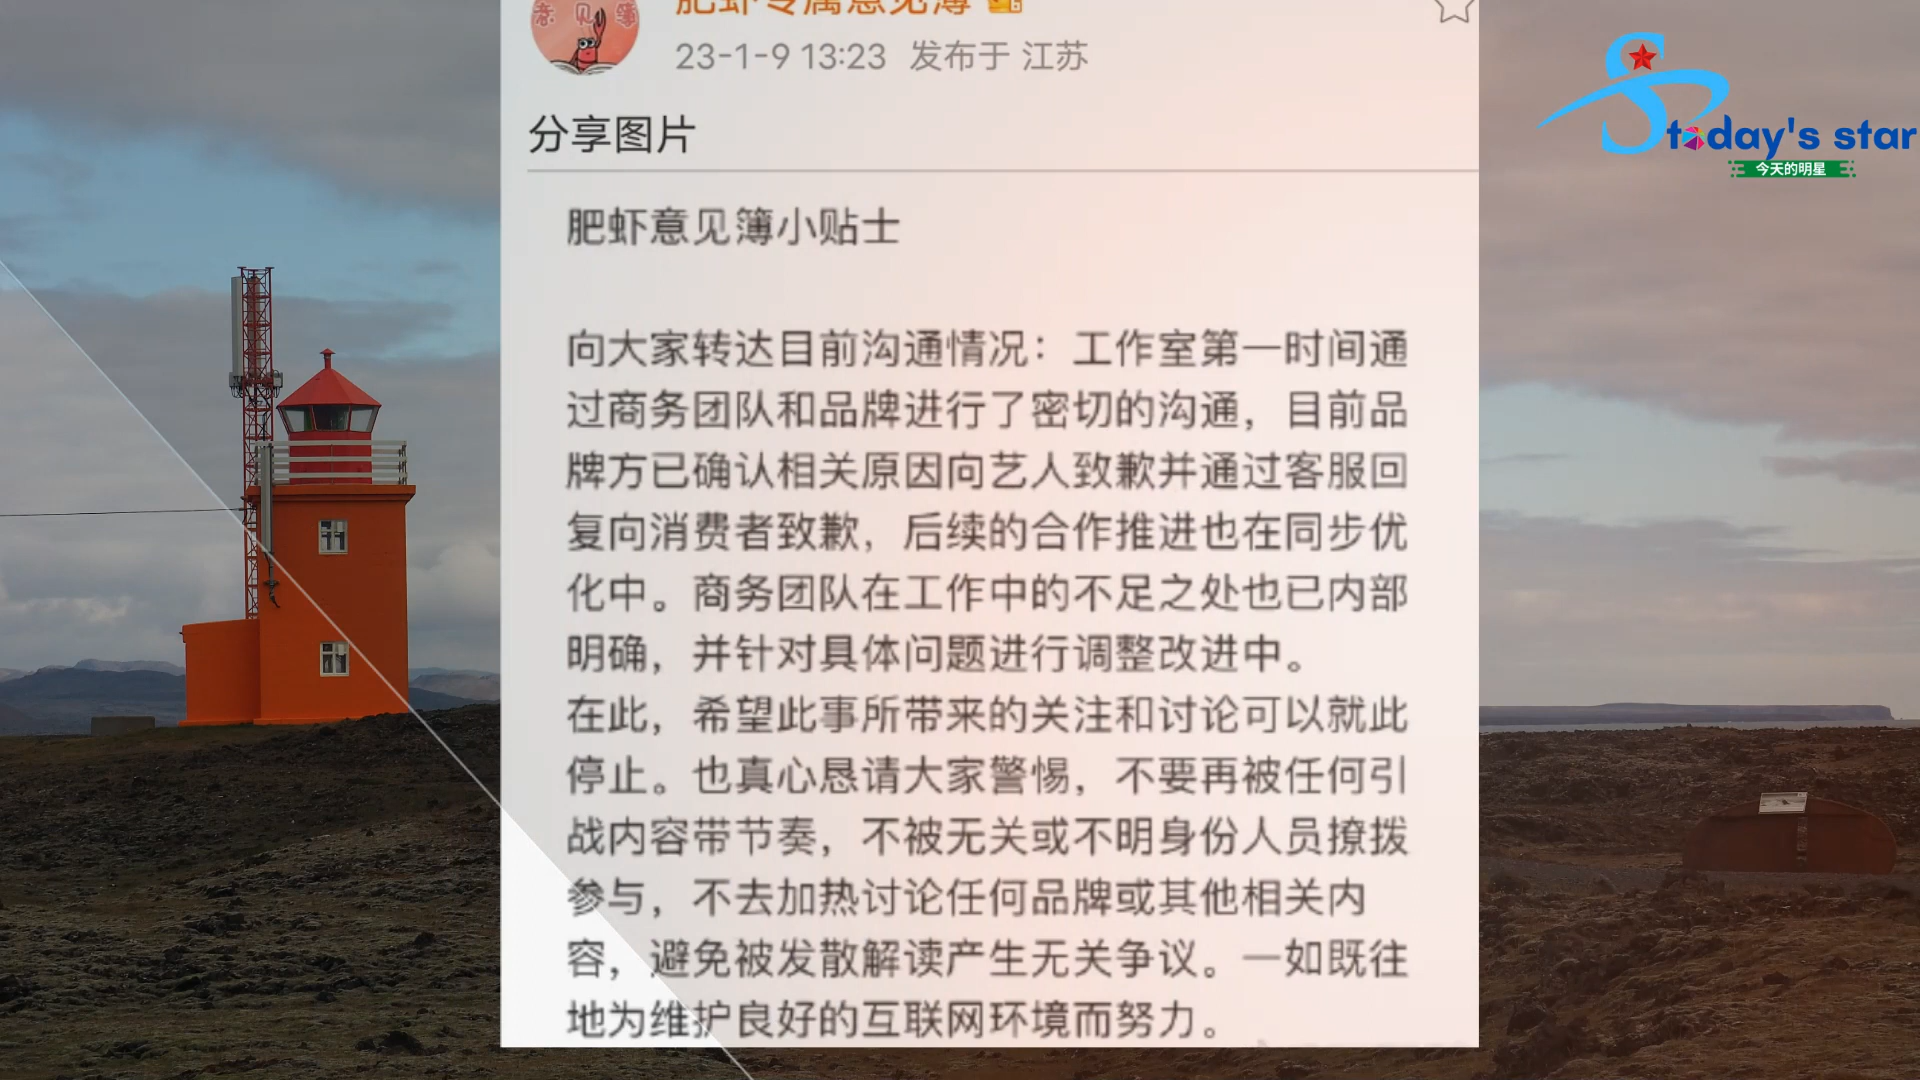 肥虾专属意见簿
意见簿
23-1-9 13:23 发布于 江苏
分享图片
肥虾意见簿小贴士
向大家转达目前沟通情况：工作室第一时间通
过商务团队和品牌进行了密切的沟通，目前品
牌方已确认相关原因向艺人致歉并通过客服回
复向消费者致歉，后续的合作推进也在同步优
化中。商务团队在工作中的不足之处也已内部
明确，并针对具体问题进行调整改进中。
在此，希望此事所带来的关注和讨论可以就此
停止。也真心恳请大家警惕，不要再被任何引
战内容带节奏，不被无关或不明身份人员撩拨
参与，不去加热讨论任何品牌或其他相关内
容，避免被发散解读产生无关争议。一如既往
地为维护良好的互联网环境而努力。
today's star
今天的明星